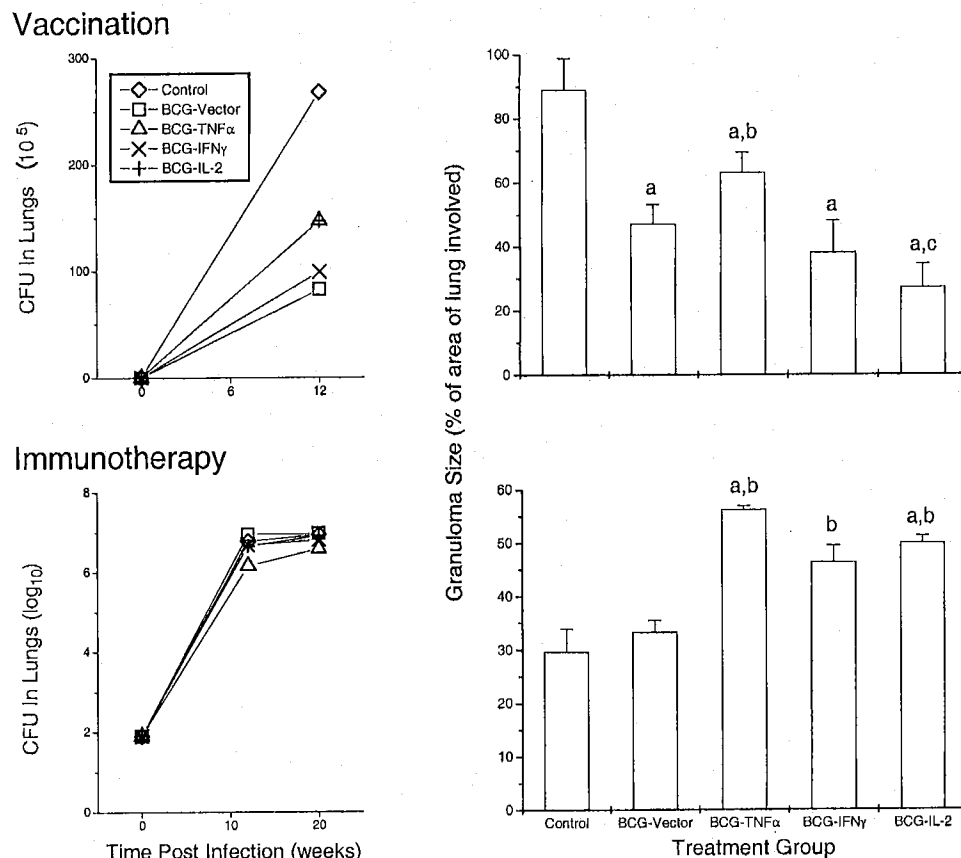 Vaccination
CFU In Lungs (10⁵)
300
200
100
0
0 6 12
Control
BCG-Vector
BCG-TNFα
BCG-IFNγ
BCG-IL-2
Granuloma Size (% of area of lung involved)
100
80
60
40
20
0
a
a,b
a
a,c
Immunotherapy
CFU In Lungs (log₁₀)
8
6
4
2
0
0 10 20
Time Post Infection (weeks)
60
50
40
30
20
10
0
a,b
b
a,b
Control BCG-Vector BCG-TNFα BCG-IFNγ BCG-IL-2
Treatment Group